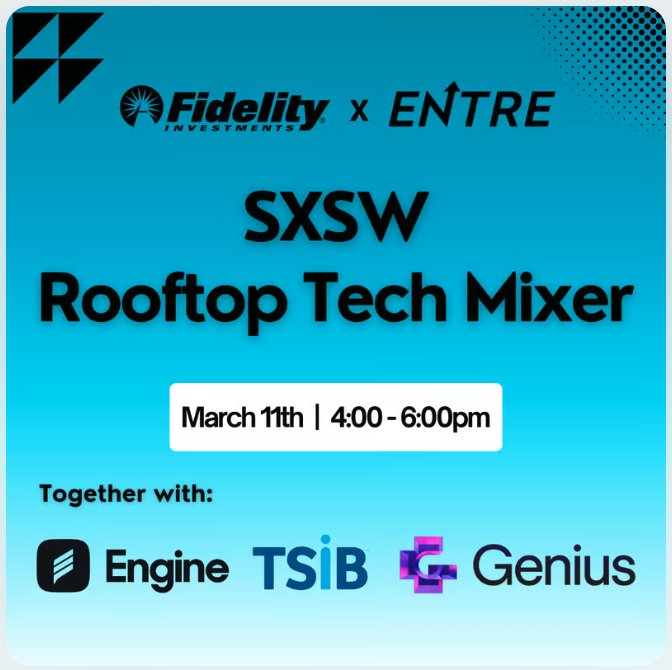 Fidelity x ENTRE
INVESTMENTS
SXSW
Rooftop Tech Mixer
March 11th | 4:00 - 6:00pm
Together with:
Engine TSiB Genius